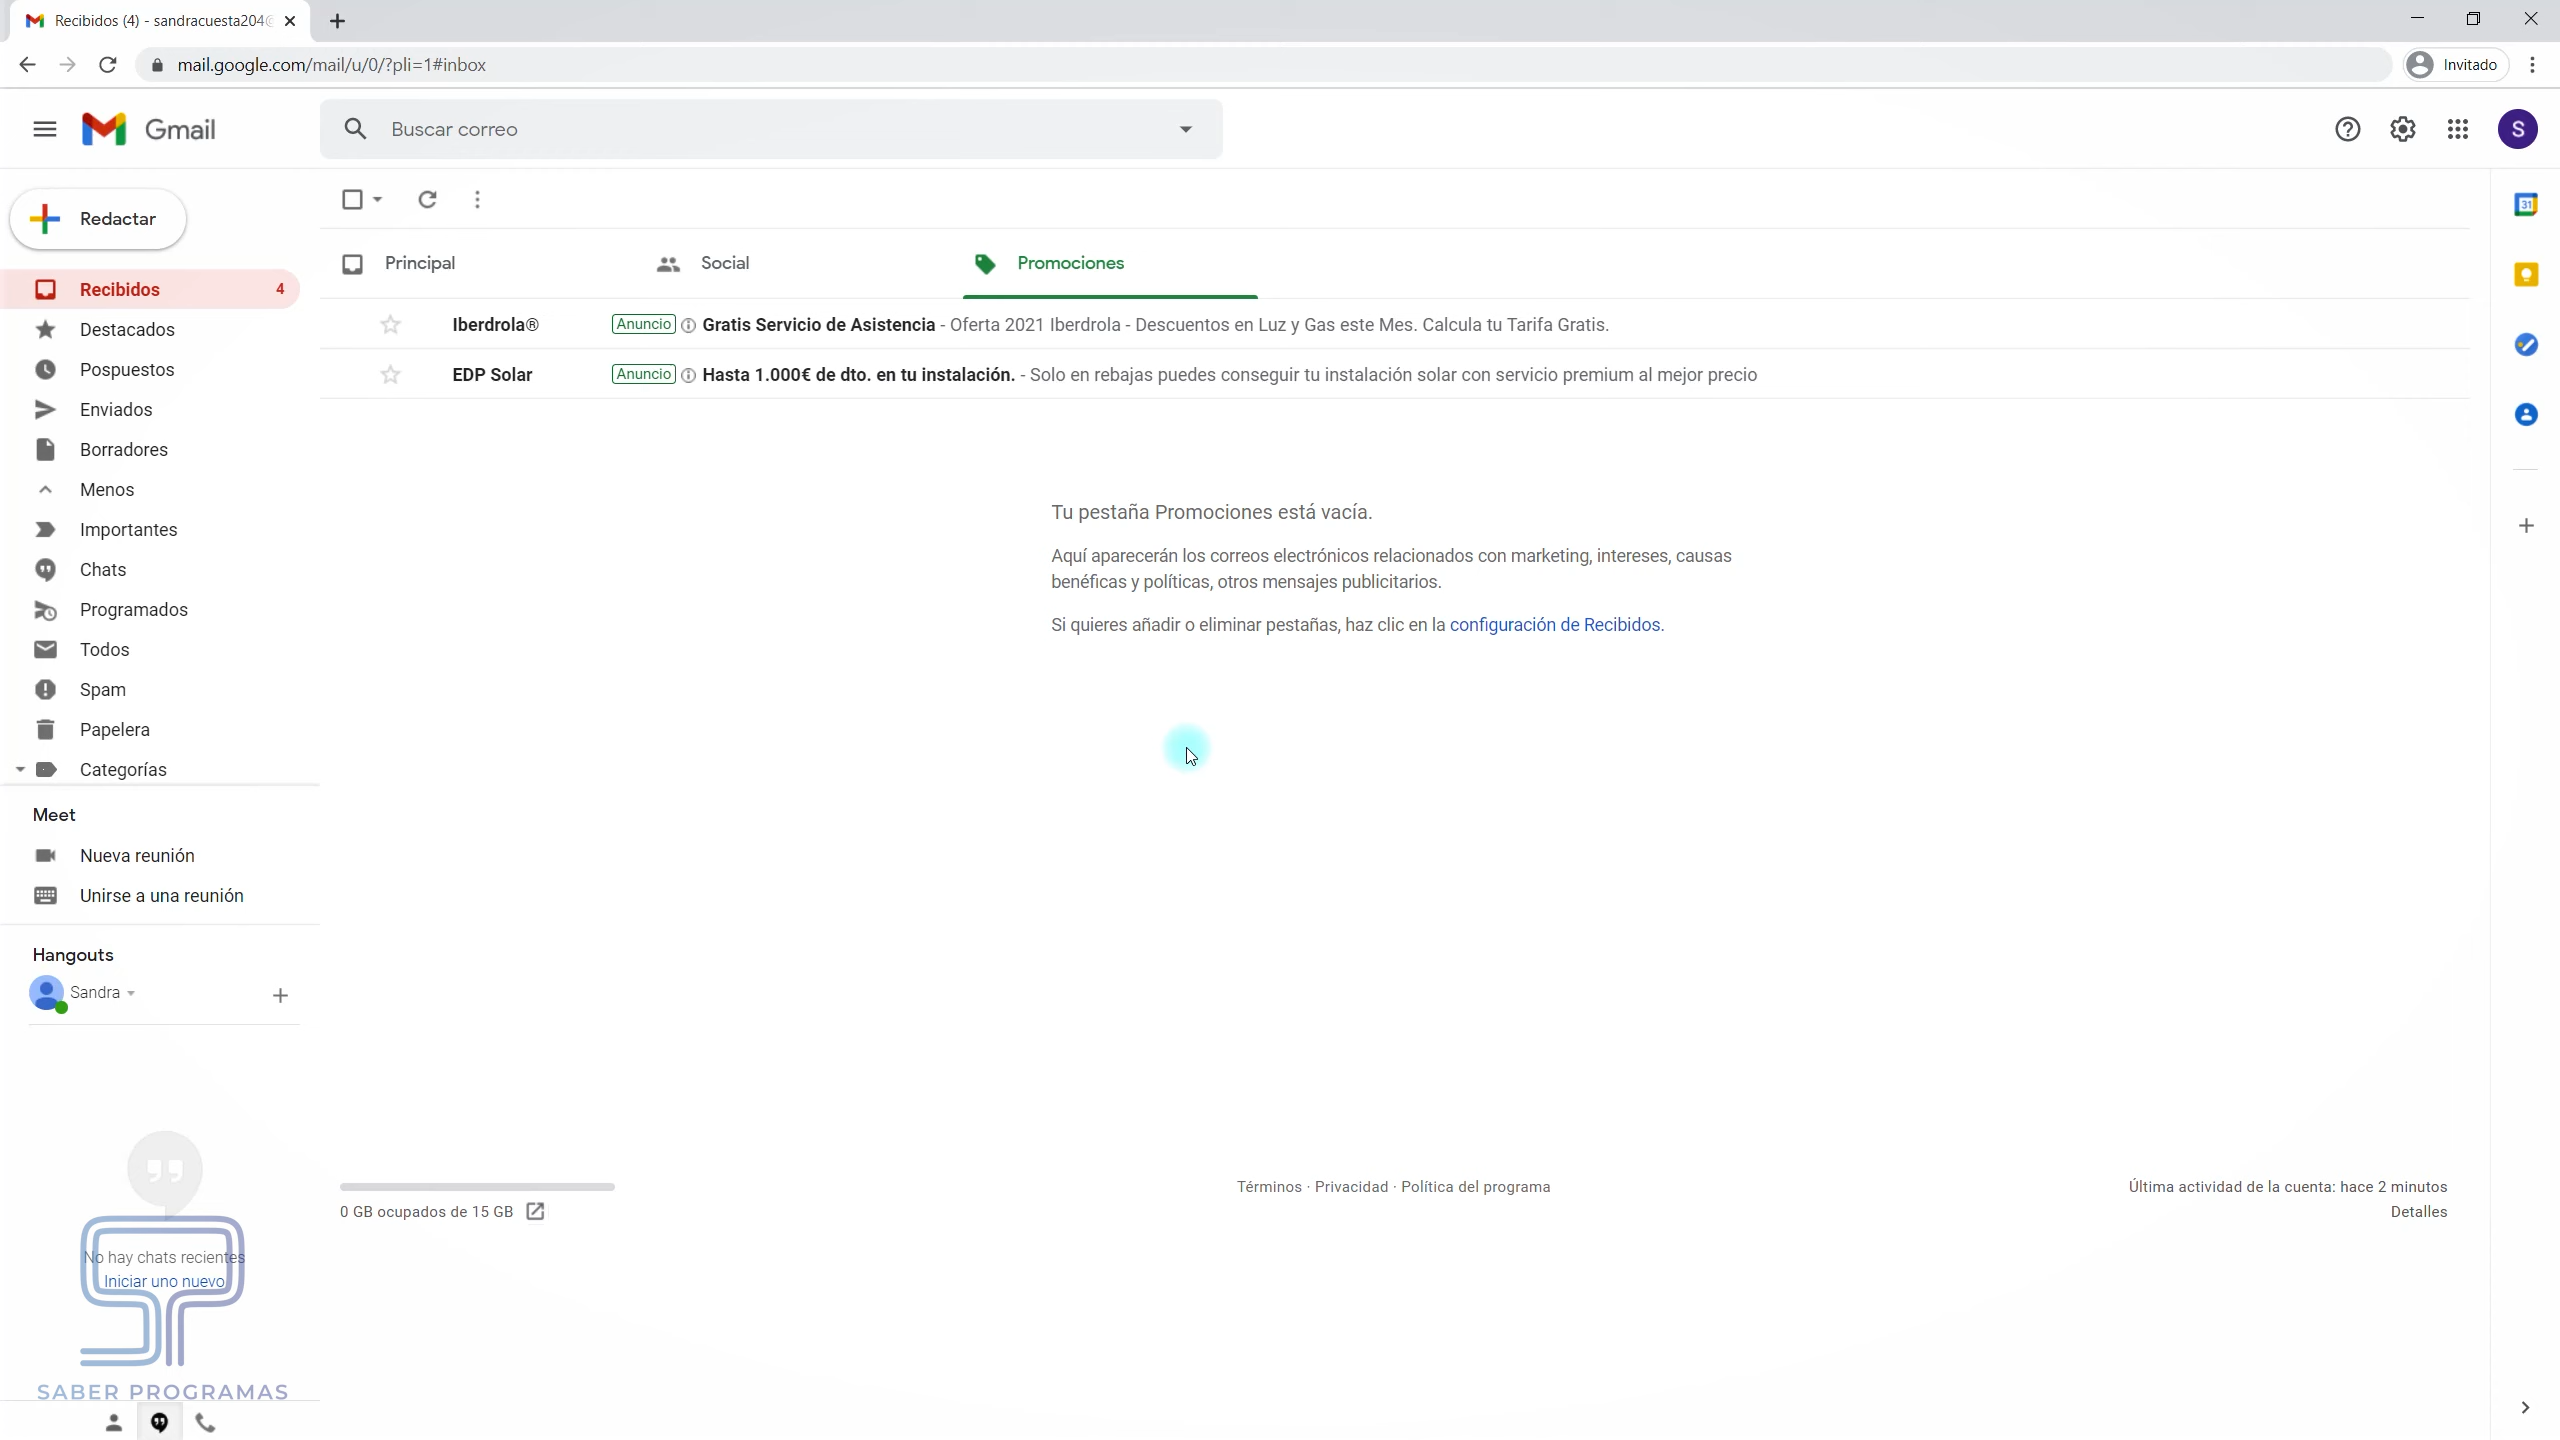 Recibidos (4) - sandracuesta204@
mail.google.com/mail/u/0/?pli=1#inbox
Invitado
Gmail
Buscar correo
S
Redactar
Principal
Social
Promociones
Recibidos 4
Destacados
Pospuestos
Enviados
Borradores
Menos
Importantes
Chats
Programados
Todos
Spam
Papelera
Categorías
Iberdrola® Anuncio Gratis Servicio de Asistencia - Oferta 2021 Iberdrola - Descuentos en Luz y Gas este Mes. Calcula tu Tarifa Gratis.
EDP Solar Anuncio Hasta 1.000€ de dto. en tu instalación. - Solo en rebajas puedes conseguir tu instalación solar con servicio premium al mejor precio
Tu pestaña Promociones está vacía.
Aquí aparecerán los correos electrónicos relacionados con marketing, intereses, causas
benéficas y políticas, otros mensajes publicitarios.
Si quieres añadir o eliminar pestañas, haz clic en la configuración de Recibidos.
31
Meet
Nueva reunión
Unirse a una reunión
Hangouts
Sandra
No hay chats recientes
Iniciar uno nuevo
SABER PROGRAMAS
0 GB ocupados de 15 GB
Términos · Privacidad · Política del programa
Última actividad de la cuenta: hace 2 minutos
Detalles